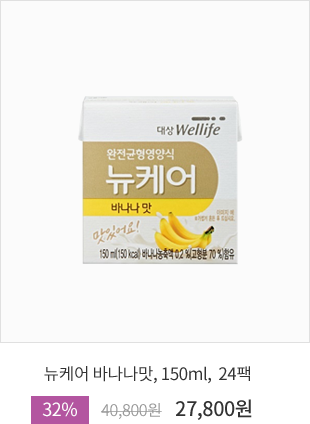 대상 Wellife
완전균형영양식
뉴케어
바나나 맛
맛있어요!
150 ml(150 kcal) 바나나농축액 0.2 %(고형분 70 %)함유
뉴케어 바나나맛, 150ml, 24팩
32% 40,800원 27,800원